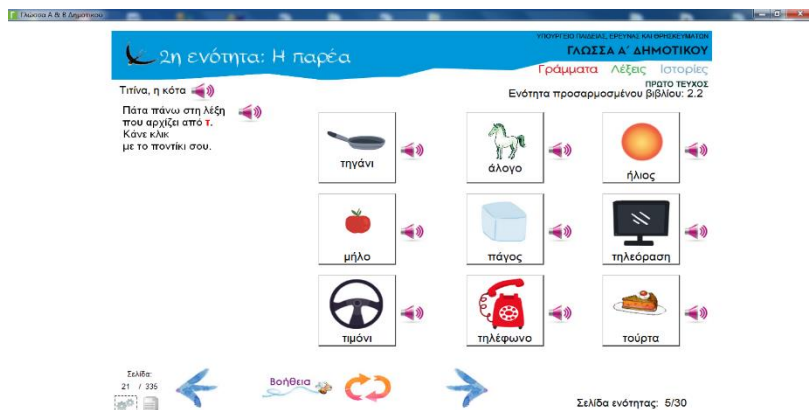 Γλώσσα Α & Β Δημοτικού
ΥΠΟΥΡΓΕΙΟ ΠΑΙΔΕΙΑΣ, ΕΡΕΥΝΑΣ ΚΑΙ ΘΡΗΣΚΕΥΜΑΤΩΝ
2η ενότητα: Η παρέα
ΓΛΩΣΣΑ Α΄ ΔΗΜΟΤΙΚΟΥ
Γράμματα Λέξεις Ιστορίες
ΠΡΩΤΟ ΤΕΥΧΟΣ
Τιτίνα, η κότα
Ενότητα προσαρμοσμένου βιβλίου: 2.2
Πάτα πάνω στη λέξη
που αρχίζει από τ.
Κάνε κλικ
με το ποντίκι σου.
τηγάνι
άλογο
ήλιος
μήλο
πάγος
τηλεόραση
τιμόνι
τηλέφωνο
τούρτα
Σελίδα:
21 / 335
Βοήθεια
Σελίδα ενότητας: 5/30